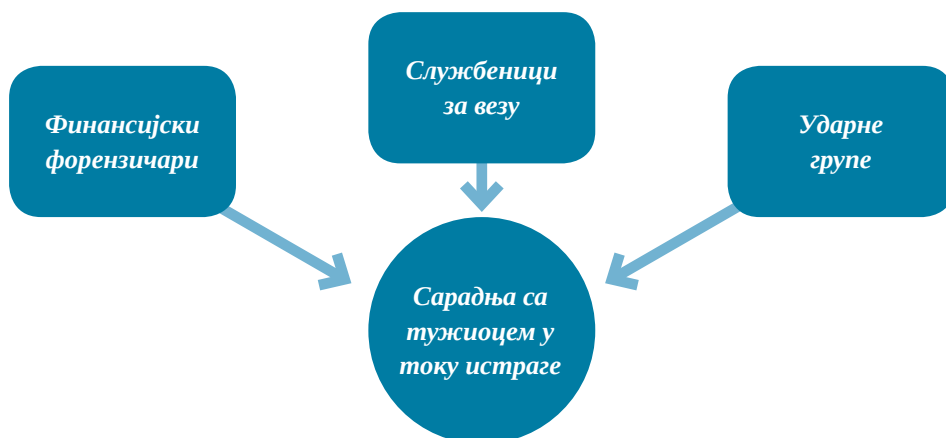 Финансијски
форензичари
Службеници
за везу
Ударне
групе
Сарадња са
тужиоцем у
току истраге